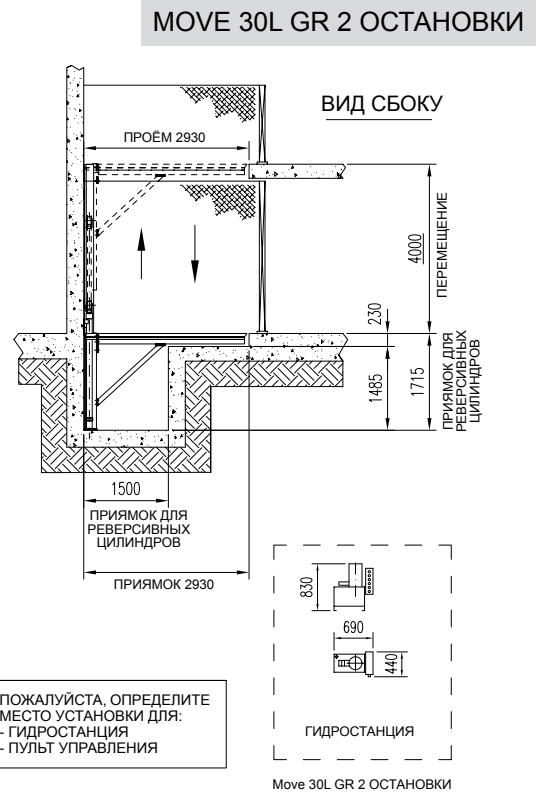 MOVE 30L GR 2 ОСТАНОВКИ
ВИД СБОКУ
ПРОЁМ 2930
4000
ПЕРЕМЕЩЕНИЕ
230
1485
1715
ПРИЯМОК ДЛЯ
РЕВЕРСИВНЫХ
ЦИЛИНДРОВ
1500
ПРИЯМОК ДЛЯ
РЕВЕРСИВНЫХ
ЦИЛИНДРОВ
ПРИЯМОК 2930
830
690
440
ГИДРОСТАНЦИЯ
ПОЖАЛУЙСТА, ОПРЕДЕЛИТЕ
МЕСТО УСТАНОВКИ ДЛЯ:
- ГИДРОСТАНЦИЯ
- ПУЛЬТ УПРАВЛЕНИЯ
Move 30L GR 2 ОСТАНОВКИ